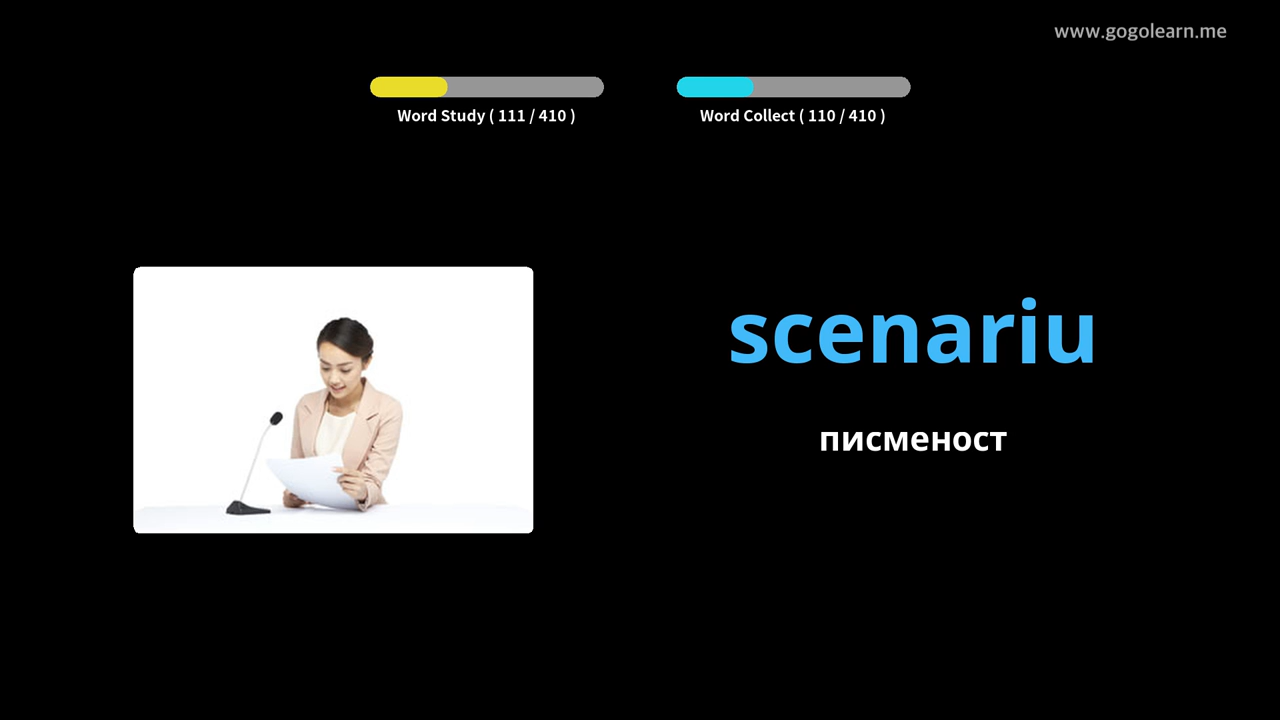 www.gogolearn.me
Word Study ( 111 / 410 )
Word Collect ( 110 / 410 )
scenariu
писменост